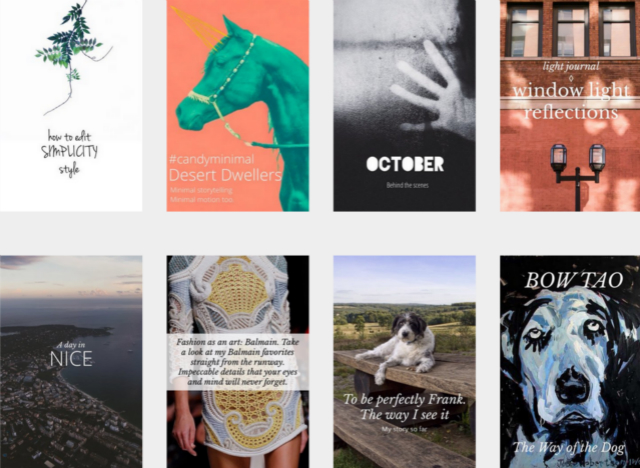 how to edit
SIMPLICITY
style
#candyminimal
Desert Dwellers
Minimal storytelling
OCTOBER
Behind the scenes
light journal
window light
reflections
A day in
NICE
Fashion as an art: Balmain. Take
a look at my Balmain favorites
straight from the runway.
Impeccable details that your eyes
and mind will never forget.
To be perfectly Frank.
The way I see it
My story so far
BOW TAO
The Way of the Dog